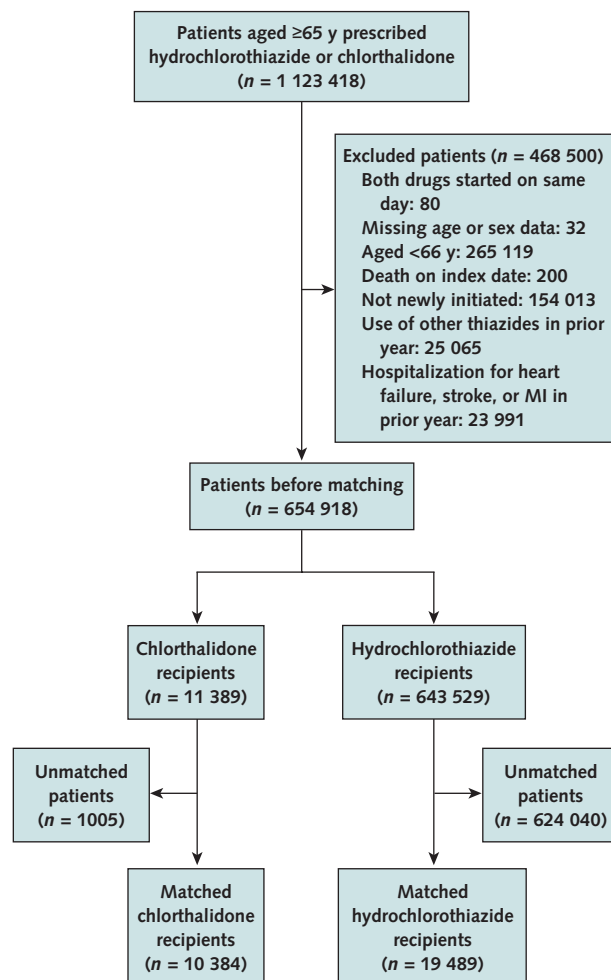 Patients aged ≥65 y prescribed
hydrochlorothiazide or chlorthalidone
(n = 1 123 418)
Excluded patients (n = 468 500)
Both drugs started on same
day: 80
Missing age or sex data: 32
Aged <66 y: 265 119
Death on index date: 200
Not newly initiated: 154 013
Use of other thiazides in prior
year: 25 065
Hospitalization for heart
failure, stroke, or MI in
prior year: 23 991
Patients before matching
(n = 654 918)
Chlorthalidone
recipients
(n = 11 389)
Hydrochlorothiazide
recipients
(n = 643 529)
Unmatched
patients
(n = 1005)
Unmatched
patients
(n = 624 040)
Matched
chlorthalidone
recipients
(n = 10 384)
Matched
hydrochlorothiazide
recipients
(n = 19 489)